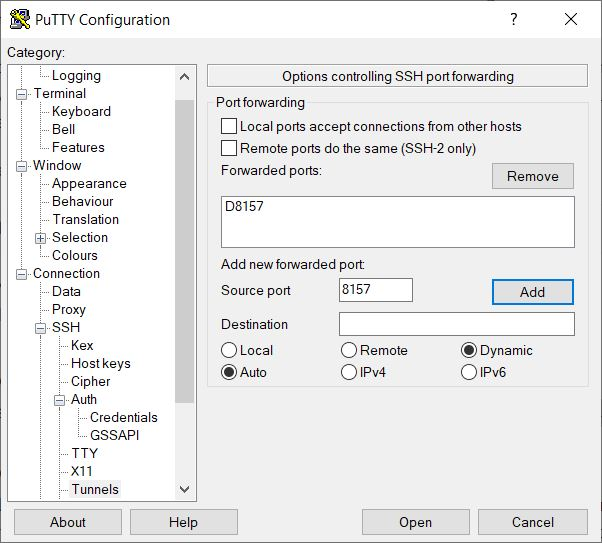 PuTTY Configuration
?
Category:
Logging
Terminal
Keyboard
Bell
Features
Window
Appearance
Behaviour
Translation
Selection
Colours
Connection
Data
Proxy
SSH
Kex
Host keys
Cipher
Auth
Credentials
GSSAPI
TTY
X11
Tunnels
Options controlling SSH port forwarding
Port forwarding
Local ports accept connections from other hosts
Remote ports do the same (SSH-2 only)
Forwarded ports:
Remove
D8157
Add new forwarded port:
Source port 8157 Add
Destination
Local Remote Dynamic
Auto IPv4 IPv6
About Help Open Cancel